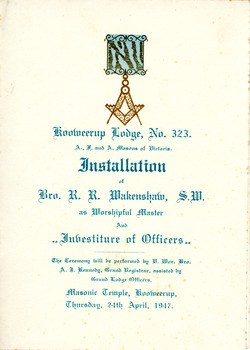 Kooweerup Lodge, No. 323.
A., F. and A. Masons of Victoria.
Installation
of
Bro. R. R. Wakenshaw, S.W.
as Worshipful Master
And
..Investiture of Officers..
The Ceremony will be performed by V. Wor. Bro.
A. J. Kennedy, Grand Registrar, assisted by
Grand Lodge Officers.
Masonic Temple, Kooweerup,
Thursday, 24th April, 1947.